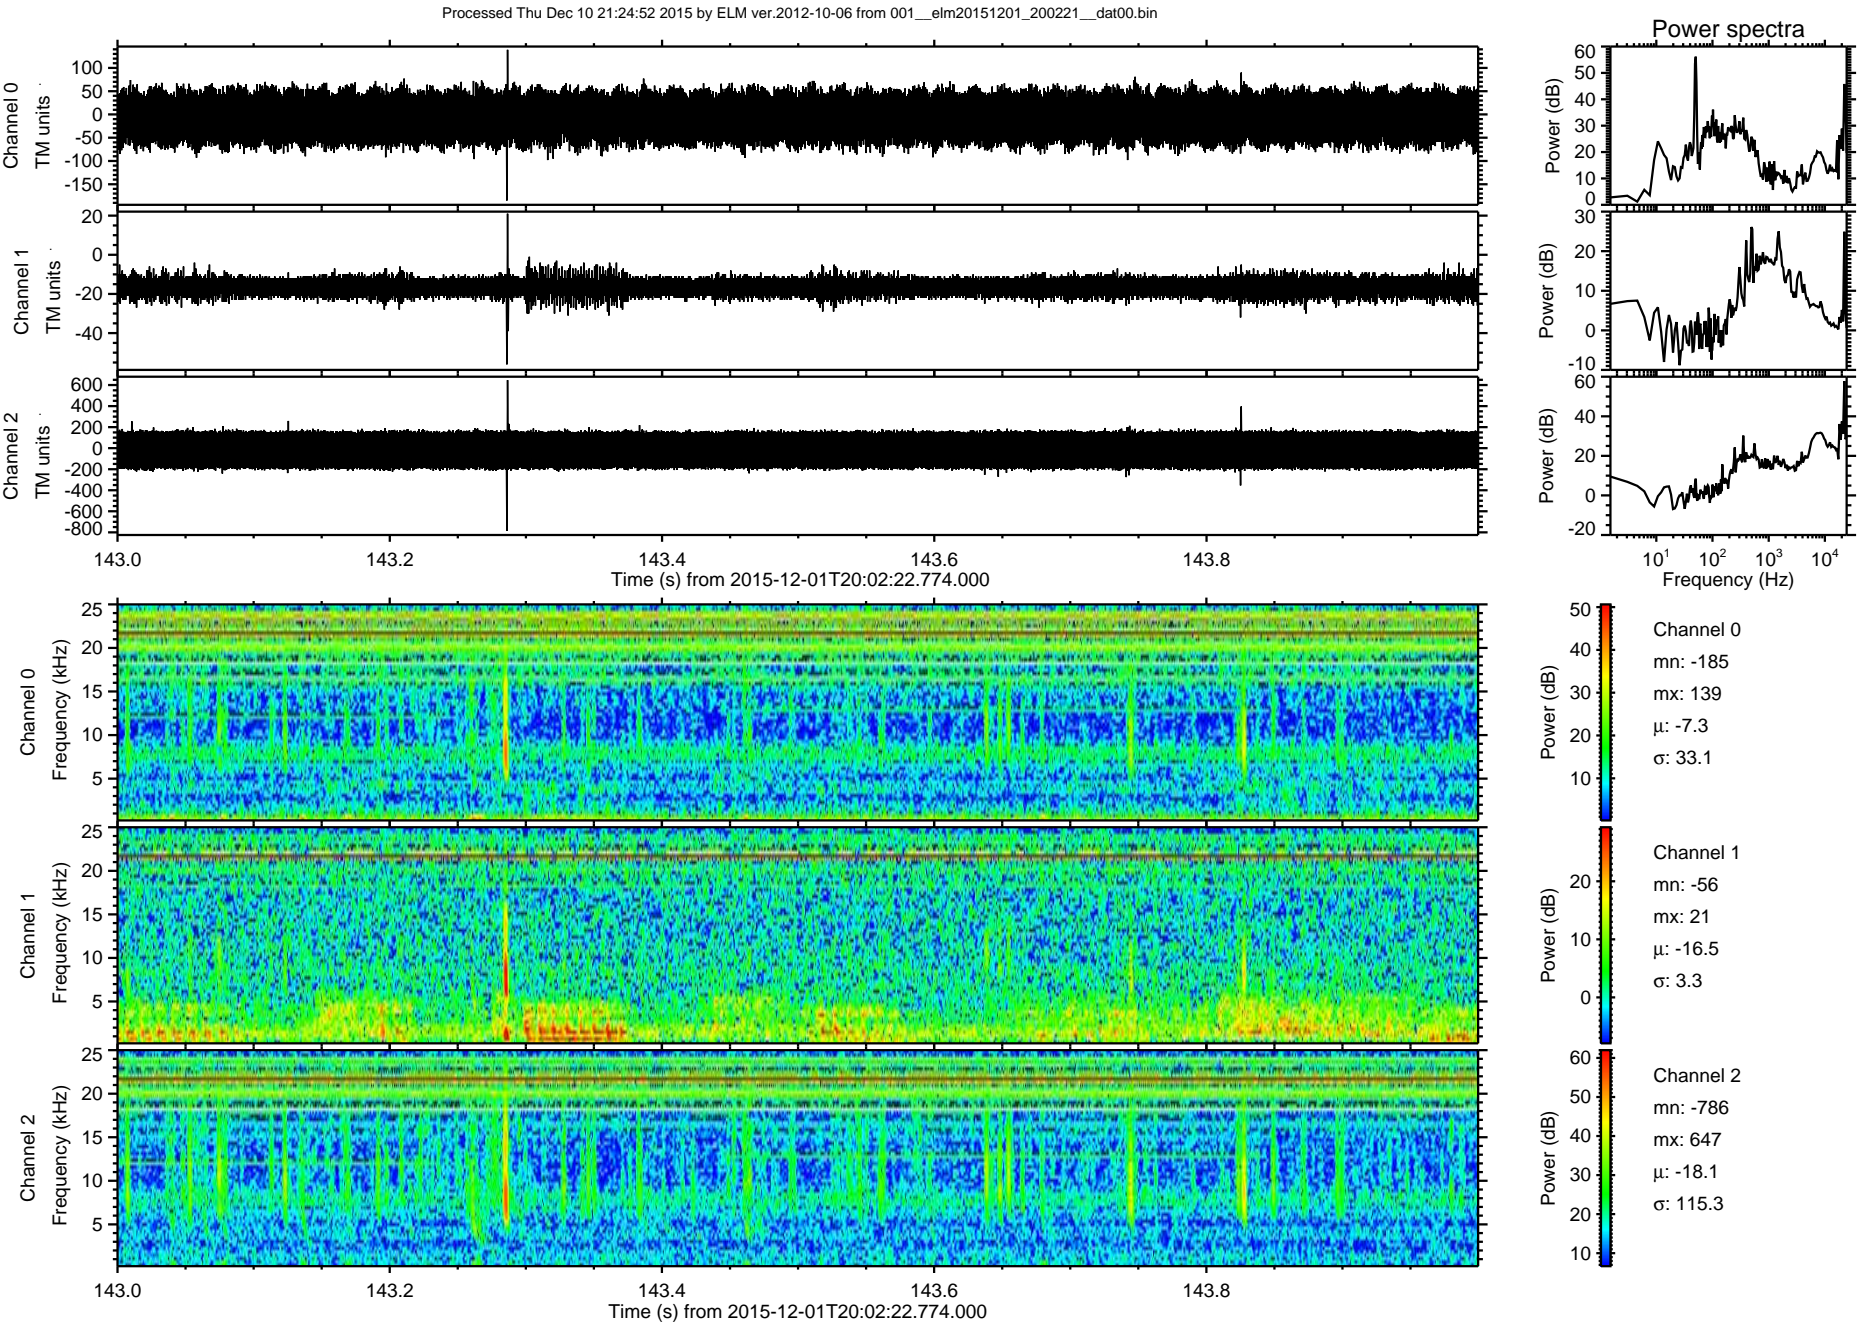 Processed Thu Dec 10 21:24:52 2015 by ELM ver.2012-10-06 from 001__elm20151201_200221__dat00.bin
Power spectra
Channel 0
TM units
100
50
0
-50
-100
-150
Power (dB)
60
50
40
30
20
10
0
Channel 1
TM units
20
0
-20
-40
Power (dB)
30
20
10
0
-10
Channel 2
TM units
600
400
200
0
-200
-400
-600
-800
Power (dB)
60
40
20
0
-20
143.0 143.2 143.4 143.6 143.8
Time (s) from 2015-12-01T20:02:22.774.000
10^1 10^2 10^3 10^4
Frequency (Hz)
Channel 0
Frequency (kHz)
25
20
15
10
5
Power (dB)
50
40
30
20
10
Channel 0
mn: -185
mx: 139
μ: -7.3
σ: 33.1
Channel 1
Frequency (kHz)
25
20
15
10
5
Power (dB)
20
10
0
Channel 1
mn: -56
mx: 21
μ: -16.5
σ: 3.3
Channel 2
Frequency (kHz)
25
20
15
10
5
Power (dB)
60
50
40
30
20
10
Channel 2
mn: -786
mx: 647
μ: -18.1
σ: 115.3
143.0 143.2 143.4 143.6 143.8
Time (s) from 2015-12-01T20:02:22.774.000